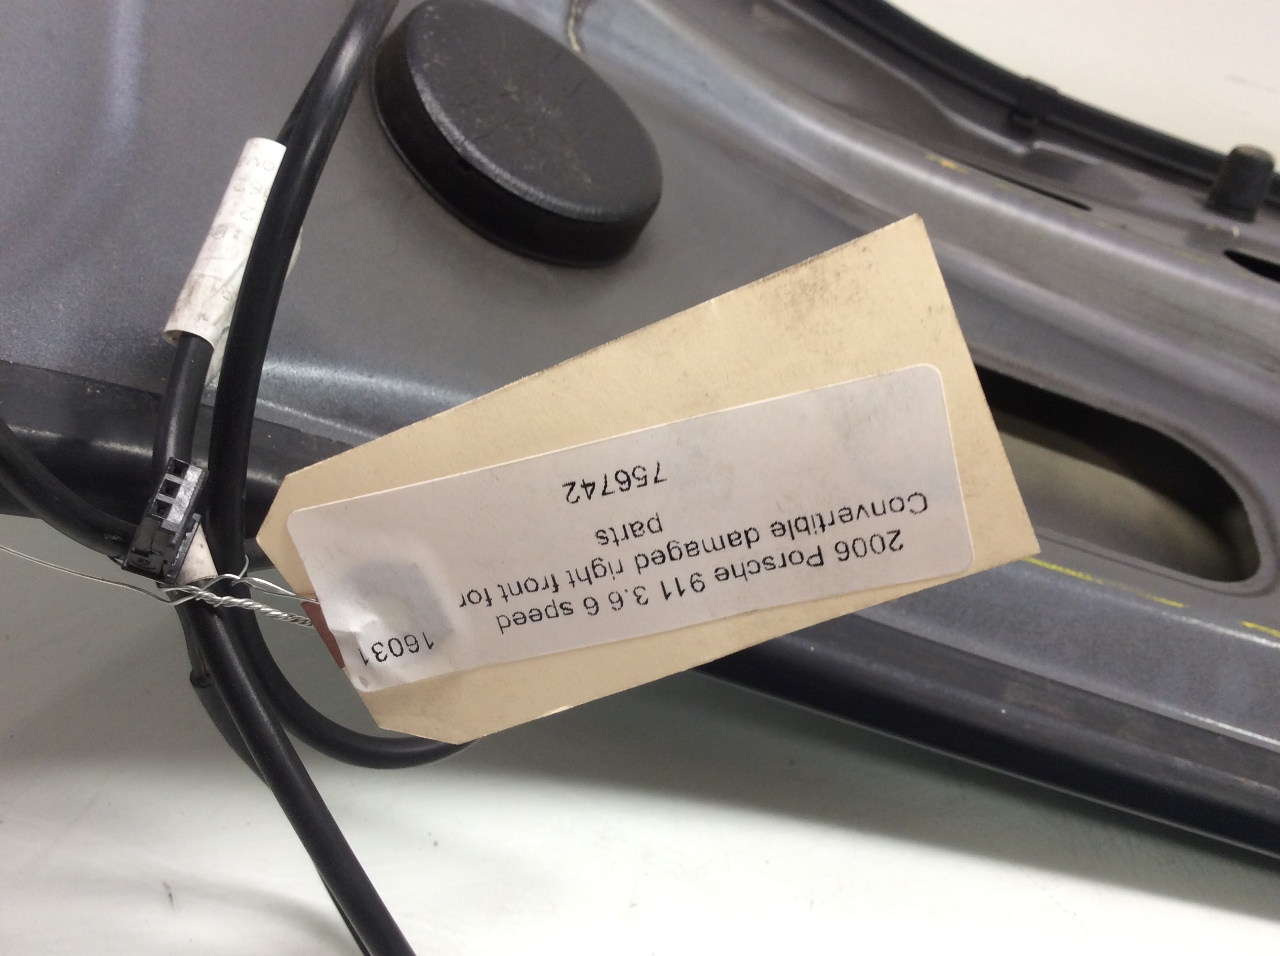 16031
2006 Porsche 911 3.6 6 speed
Convertible damaged right front for
parts
756742